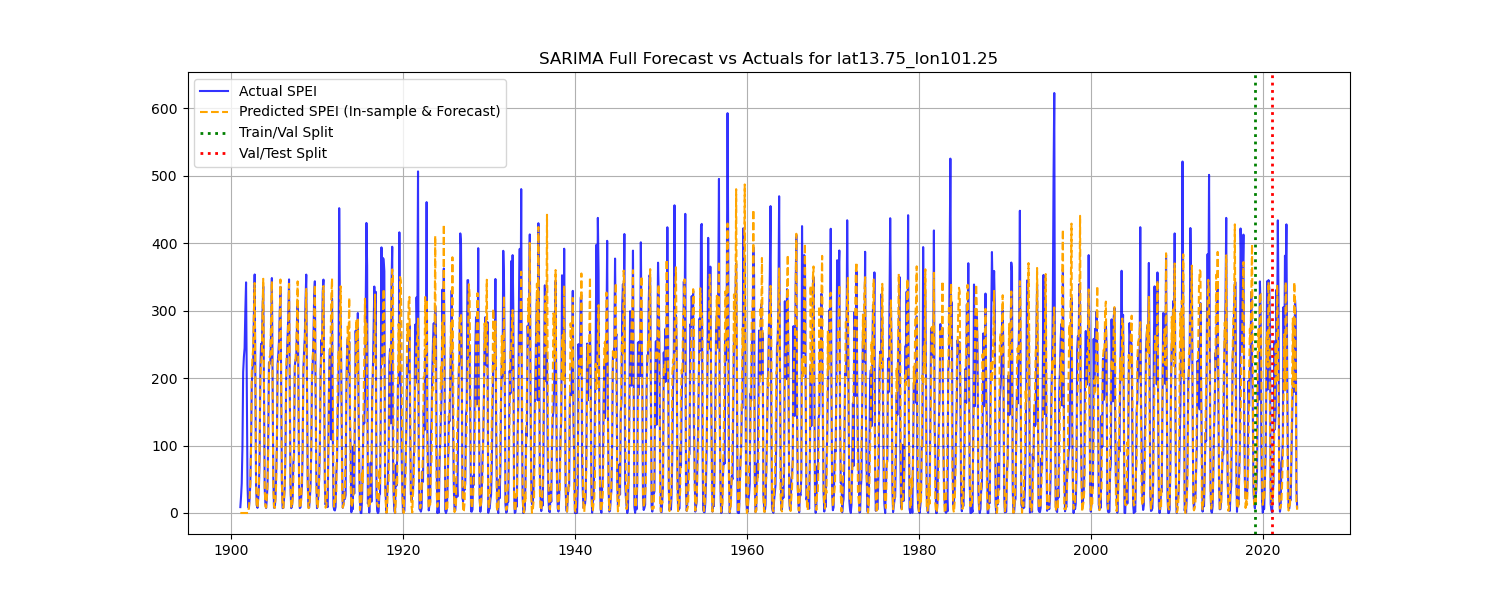 SARIMA Full Forecast vs Actuals for lat13.75_lon101.25
Actual SPEI
Predicted SPEI (In-sample & Forecast)
Train/Val Split
Val/Test Split
600
500
400
300
200
100
0
1900 1920 1940 1960 1980 2000 2020